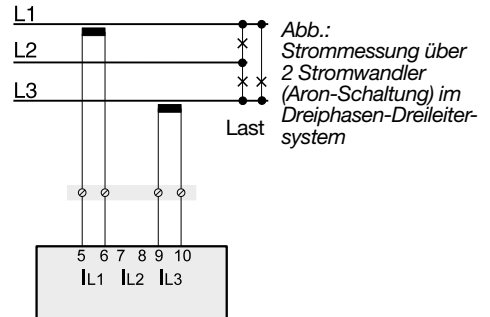 L1
L2
L3
Last
Abb.:
Strommessung über
2 Stromwandler
(Aron-Schaltung) im
Dreiphasen-Dreileiter-
system
5 6 7 8 9 10
IL1 IL2 IL3